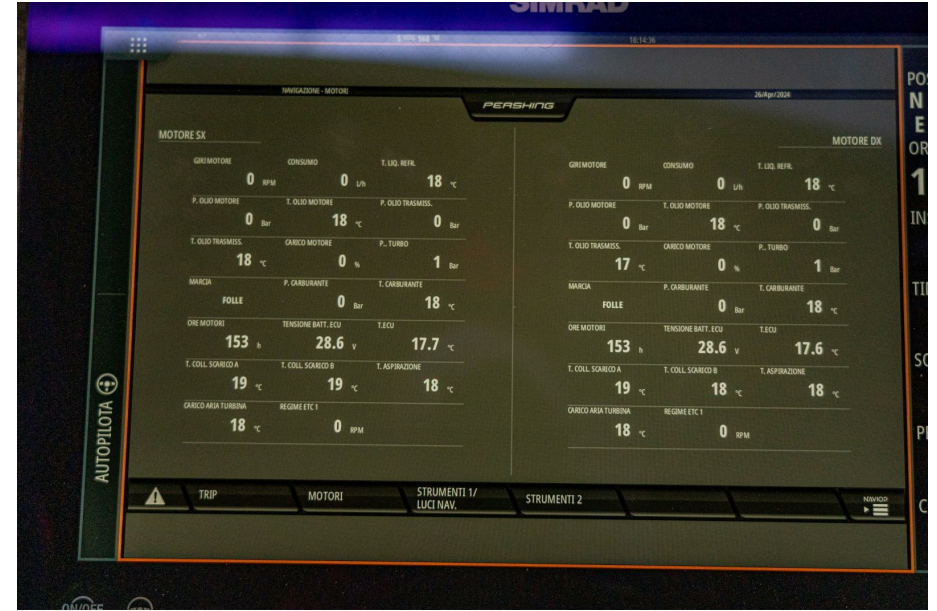 SIMRAD
18:14:36
NAVIGAZIONE - MOTORI
26/Apr/2024
PERSHING
MOTORE SX
GIRI MOTORE CONSUMO T. LIQ. REFR.
0 RPM 0 L/h 18 °C
P. OLIO MOTORE T. OLIO MOTORE P. OLIO TRASMISS.
0 Bar 18 °C 0 Bar
T. OLIO TRASMISS. CARICO MOTORE P.. TURBO
18 °C 0 % 1 Bar
MARCIA P. CARBURANTE T. CARBURANTE
FOLLE 0 Bar 18 °C
ORE MOTORI TENSIONE BATT. ECU T.ECU
153 h 28.6 V 17.7 °C
T. COLL. SCARICO A T. COLL. SCARICO B T. ASPIRAZIONE
19 °C 19 °C 18 °C
CARICO ARIA TURBINA REGIME ETC 1
18 °C 0 RPM
MOTORE DX
GIRI MOTORE CONSUMO T. LIQ. REFR.
0 RPM 0 L/h 18 °C
P. OLIO MOTORE T. OLIO MOTORE P. OLIO TRASMISS.
0 Bar 18 °C 0 Bar
T. OLIO TRASMISS. CARICO MOTORE P.. TURBO
17 °C 0 % 1 Bar
MARCIA P. CARBURANTE T. CARBURANTE
FOLLE 0 Bar 18 °C
ORE MOTORI TENSIONE BATT. ECU T.ECU
153 h 28.6 V 17.6 °C
T. COLL. SCARICO A T. COLL. SCARICO B T. ASPIRAZIONE
19 °C 18 °C 18 °C
CARICO ARIA TURBINA REGIME ETC 1
18 °C 0 RPM
TRIP
MOTORI
STRUMENTI 1/
LUCI NAV.
STRUMENTI 2
NAVIOP
AUTOPILOTA
N
E
ON/OFF